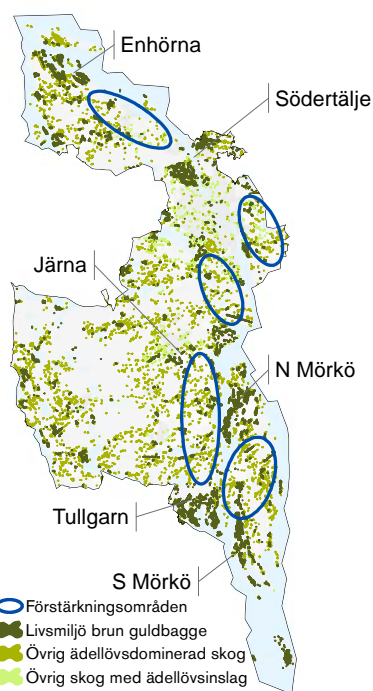 Enhörna
Södertälje
Järna
N Mörkö
Tullgarn
S Mörkö
Förstärkningsområden
Livsmiljö brun guldbagge
Övrig ädellövsdominerad skog
Övrig skog med ädellövsinslag